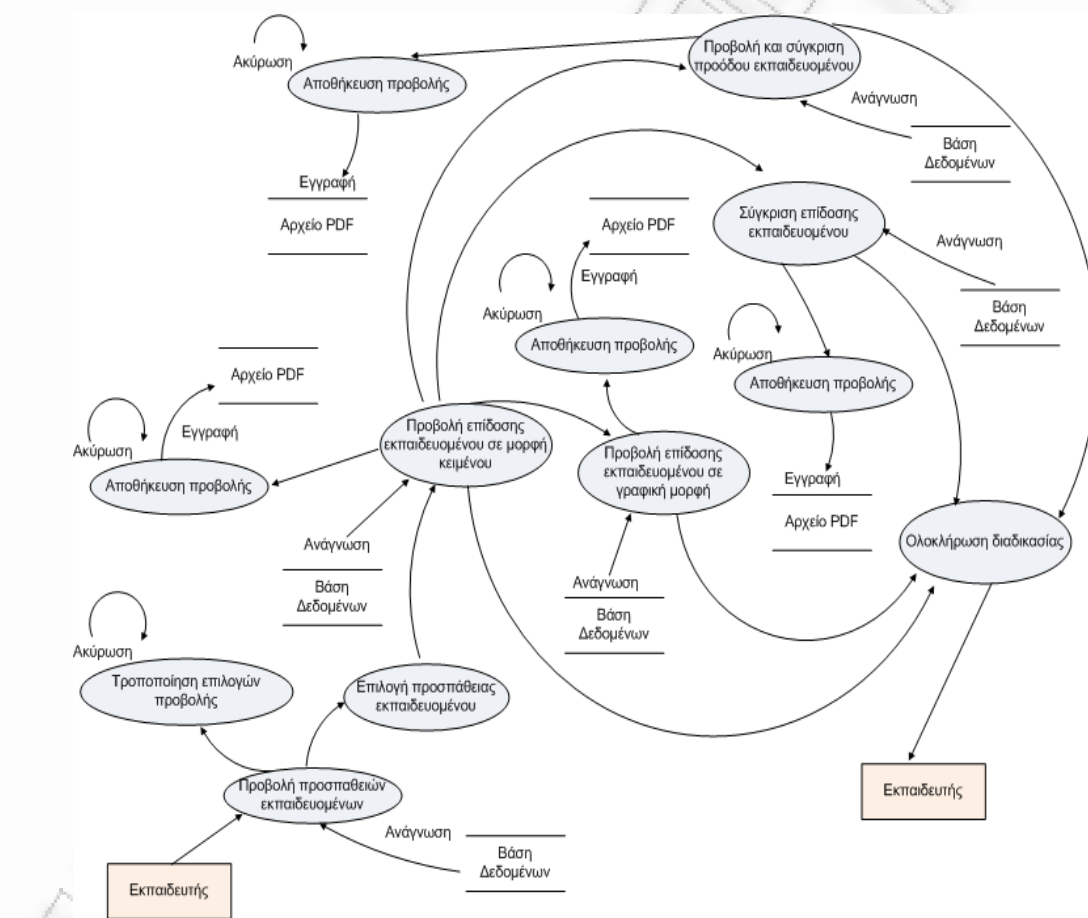 Προβολή και σύγκριση
προόδου εκπαιδευομένου
Ακύρωση
Αποθήκευση προβολής
Ανάγνωση
Βάση
Δεδομένων
Εγγραφή
Αρχείο PDF
Αρχείο PDF
Σύγκριση επίδοσης
εκπαιδευομένου
Ανάγνωση
Βάση
Δεδομένων
Εγγραφή
Ακύρωση
Αποθήκευση προβολής
Ακύρωση
Αποθήκευση προβολής
Αρχείο PDF
Εγγραφή
Ακύρωση
Αποθήκευση προβολής
Προβολή επίδοσης
εκπαιδευομένου σε μορφή
κειμένου
Προβολή επίδοσης
εκπαιδευομένου σε
γραφική μορφή
Εγγραφή
Αρχείο PDF
Ολοκλήρωση διαδικασίας
Ανάγνωση
Βάση
Δεδομένων
Ανάγνωση
Βάση
Δεδομένων
Ακύρωση
Τροποποίηση επιλογών
προβολής
Επιλογή προσπάθειας
εκπαιδευομένου
Προβολή προσπαθειών
εκπαιδευομένων
Ανάγνωση
Βάση
Δεδομένων
Εκπαιδευτής
Εκπαιδευτής